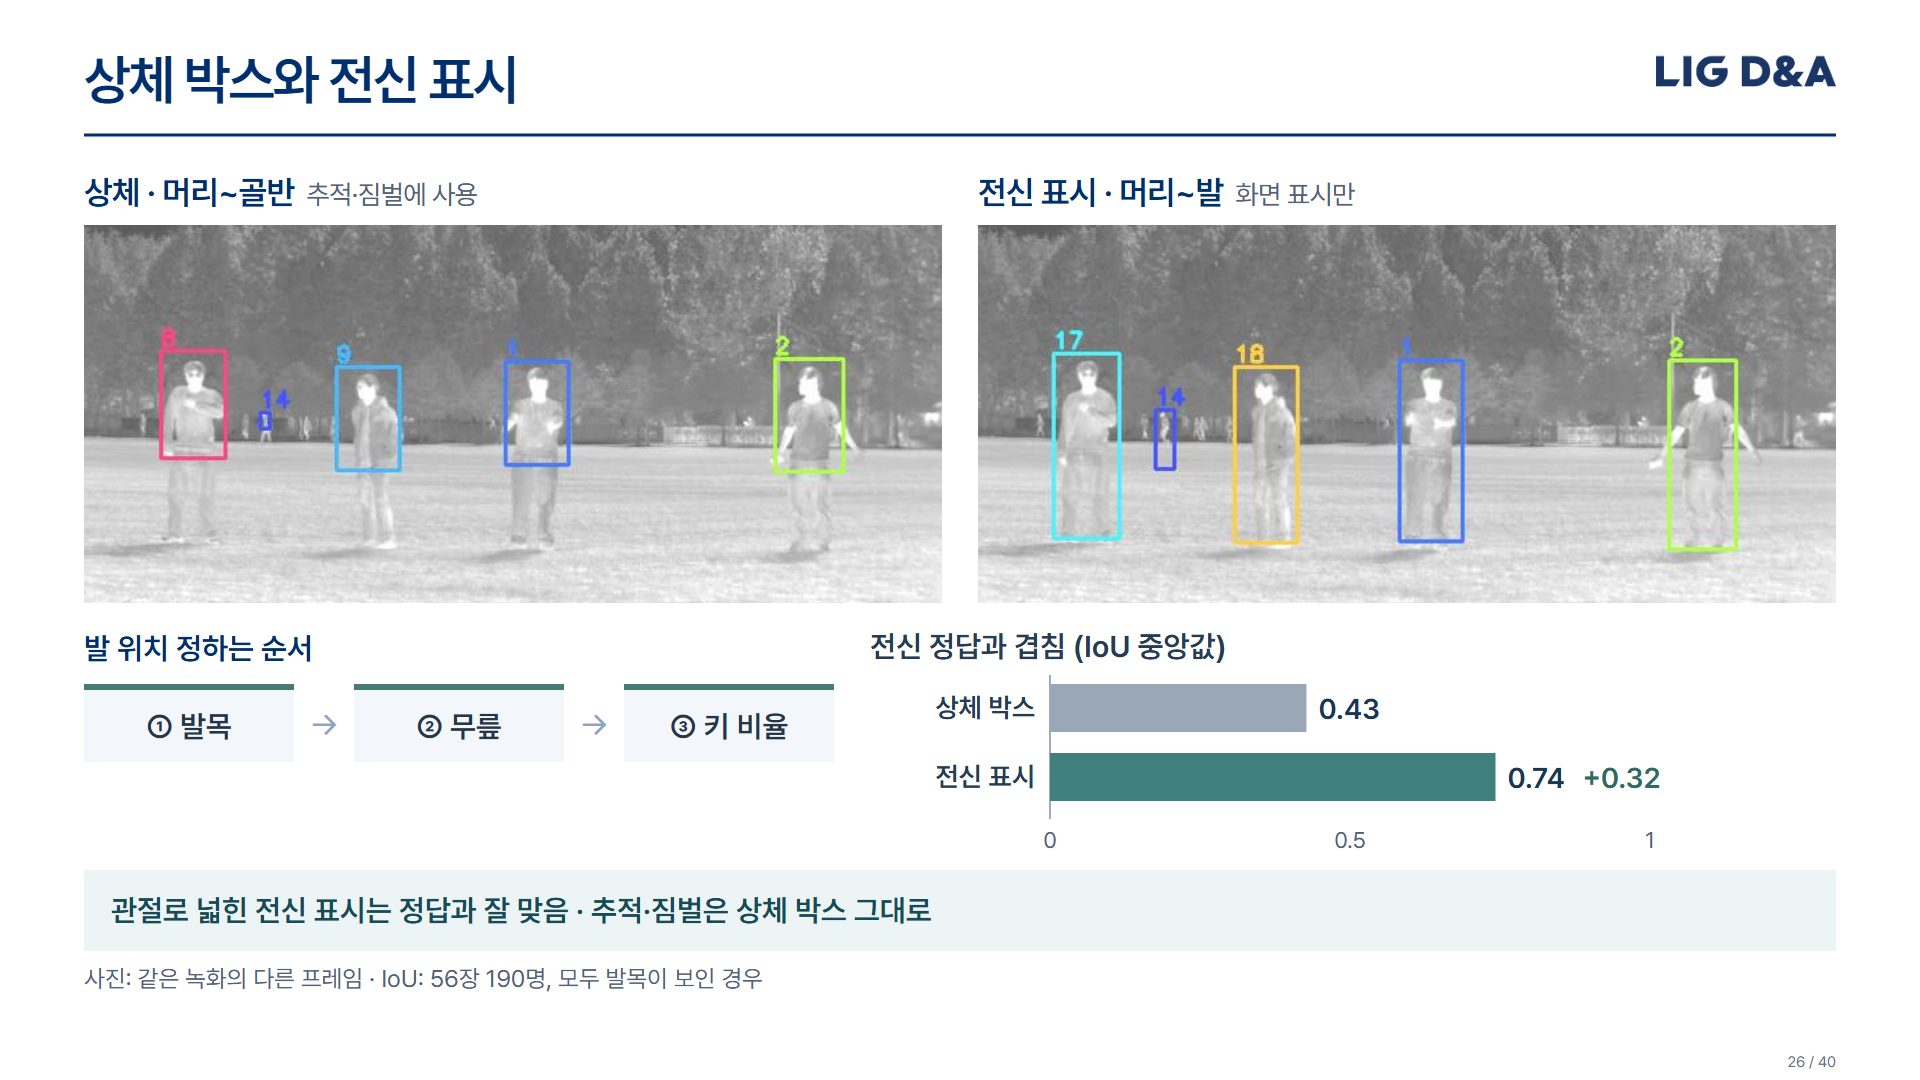 상체 박스와 전신 표시
LIG D&A
상체 · 머리~골반 추적·짐벌에 사용
전신 표시 · 머리~발 화면 표시만
8
14
9
1
2
17
14
18
1
2
발 위치 정하는 순서
① 발목 → ② 무릎 → ③ 키 비율
전신 정답과 겹침 (IoU 중앙값)
상체 박스 0.43
전신 표시 0.74 +0.32
0 0.5 1
관절로 넓힌 전신 표시는 정답과 잘 맞음 · 추적·짐벌은 상체 박스 그대로
사진: 같은 녹화의 다른 프레임 · IoU: 56장 190명, 모두 발목이 보인 경우
26 / 40